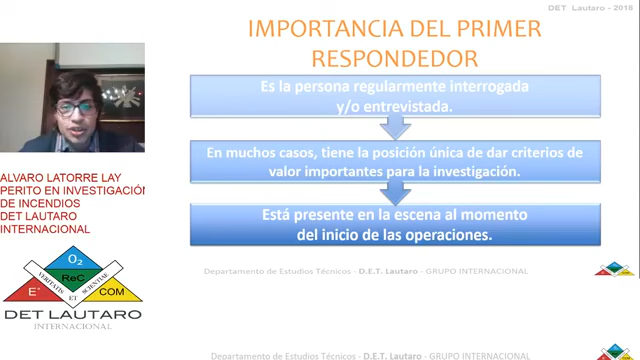 DET Lautaro - 2018
IMPORTANCIA DEL PRIMER
RESPONDEDOR
Es la persona regularmente interrogada
y/o entrevistada.
En muchos casos, tiene la posición única de dar criterios de
valor importantes para la investigación.
Está presente en la escena al momento
del inicio de las operaciones.
Departamento de Estudios Técnicos - D.E.T. Lautaro - GRUPO INTERNACIONAL
ALVARO LATORRE LAY
PERITO EN INVESTIGACIÓN
DE INCENDIOS
DET LAUTARO
INTERNACIONAL
O₂
VERITATIS
ReC
SCIENTIAE
ET
E°
COM
DET LAUTARO
INTERNACIONAL
Departamento de Estudios Técnicos - D.E.T. Lautaro - GRUPO INTERNACIONAL